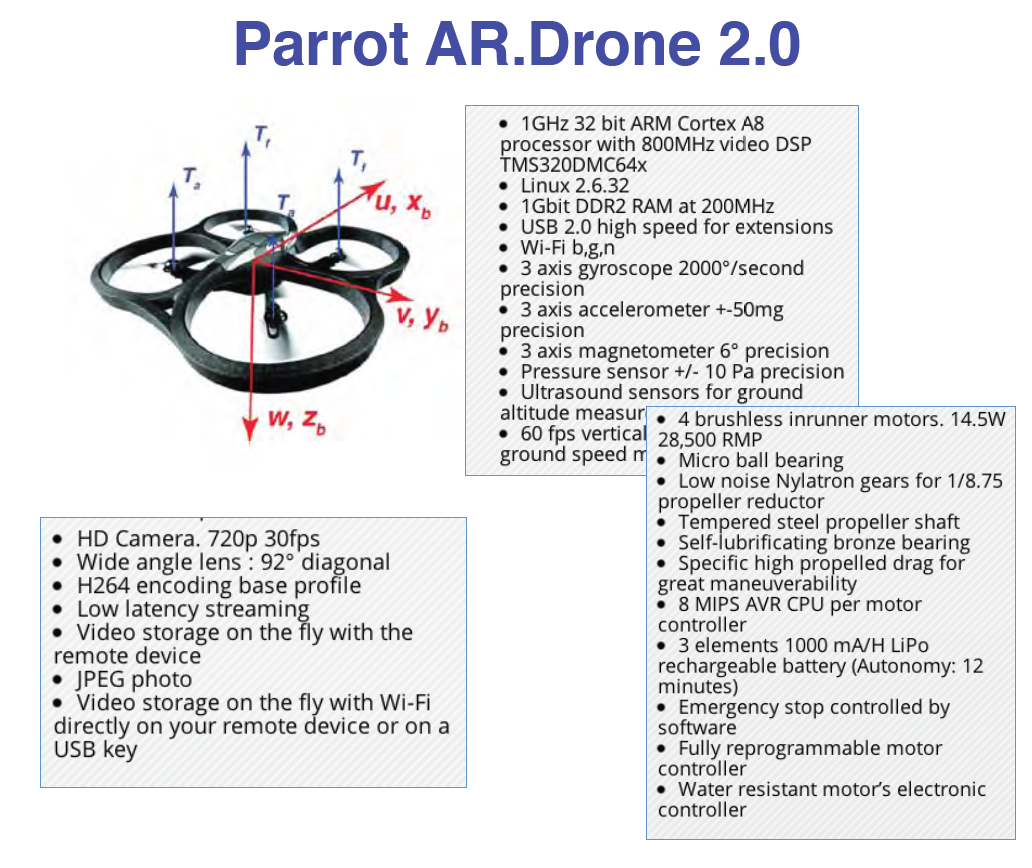 Parrot AR.Drone 2.0
T_r
T_f
T_a
T_a
u, x_b
v, y_b
w, z_b
• 1GHz 32 bit ARM Cortex A8
processor with 800MHz video DSP
TMS320DMC64x
• Linux 2.6.32
• 1Gbit DDR2 RAM at 200MHz
• USB 2.0 high speed for extensions
• Wi-Fi b,g,n
• 3 axis gyroscope 2000°/second
precision
• 3 axis accelerometer +-50mg
precision
• 3 axis magnetometer 6° precision
• Pressure sensor +/- 10 Pa precision
• Ultrasound sensors for ground
altitude measur
• 60 fps vertical
ground speed m
• 4 brushless inrunner motors. 14.5W
28,500 RMP
• Micro ball bearing
• Low noise Nylatron gears for 1/8.75
propeller reductor
• Tempered steel propeller shaft
• Self-lubrificating bronze bearing
• Specific high propelled drag for
great maneuverability
• 8 MIPS AVR CPU per motor
controller
• 3 elements 1000 mA/H LiPo
rechargeable battery (Autonomy: 12
minutes)
• Emergency stop controlled by
software
• Fully reprogrammable motor
controller
• Water resistant motor’s electronic
controller
• HD Camera. 720p 30fps
• Wide angle lens : 92° diagonal
• H264 encoding base profile
• Low latency streaming
• Video storage on the fly with the
remote device
• JPEG photo
• Video storage on the fly with Wi-Fi
directly on your remote device or on a
USB key